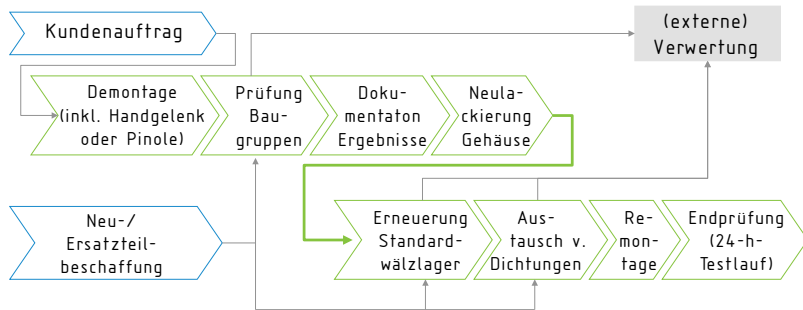 Kundenauftrag
(externe)
Verwertung
Demontage
(inkl. Handgelenk
oder Pinole)
Prüfung
Bau-
gruppen
Doku-
mentaton
Ergebnisse
Neula-
ckierung
Gehäuse
Neu-/
Ersatzteil-
beschaffung
Erneuerung
Standard-
wälzlager
Aus-
tausch v.
Dichtungen
Re-
mon-
tage
Endprüfung
(24-h-
Testlauf)